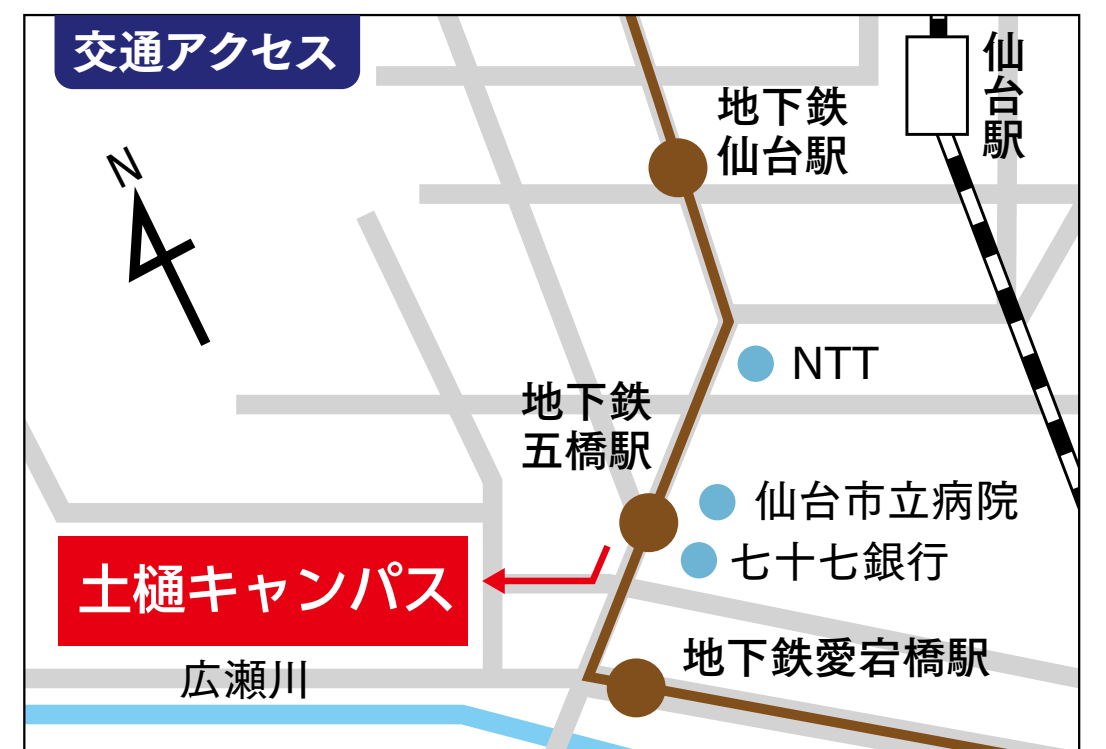 交通アクセス
N
仙台駅
地下鉄
仙台駅
NTT
地下鉄
五橋駅
仙台市立病院
七十七銀行
土樋キャンパス
地下鉄愛宕橋駅
広瀬川